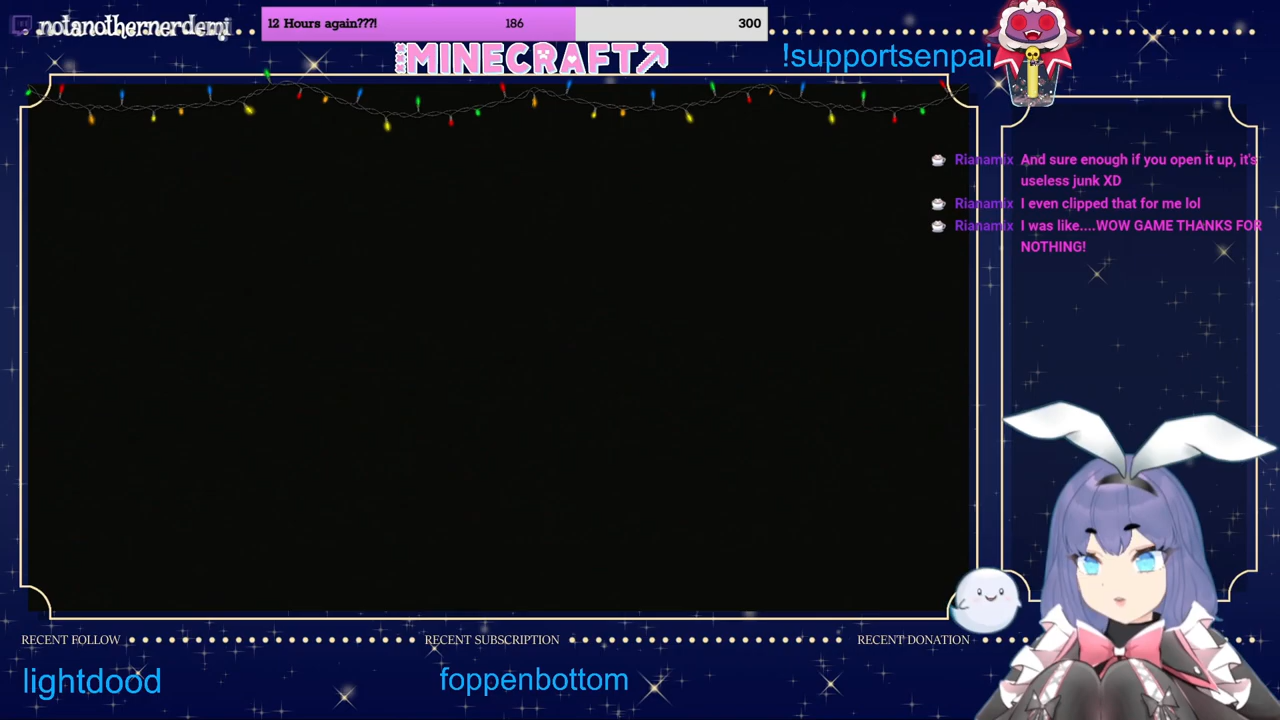 notanothernerdemi
12 Hours again???! 186 300
MINECRAFT
!supportsenpai
Rianamix And sure enough if you open it up, it's
useless junk XD
Rianamix I even clipped that for me lol
Rianamix I was like....WOW GAME THANKS FOR
NOTHING!
RECENT FOLLOW RECENT SUBSCRIPTION RECENT DONATION
lightdood foppenbottom